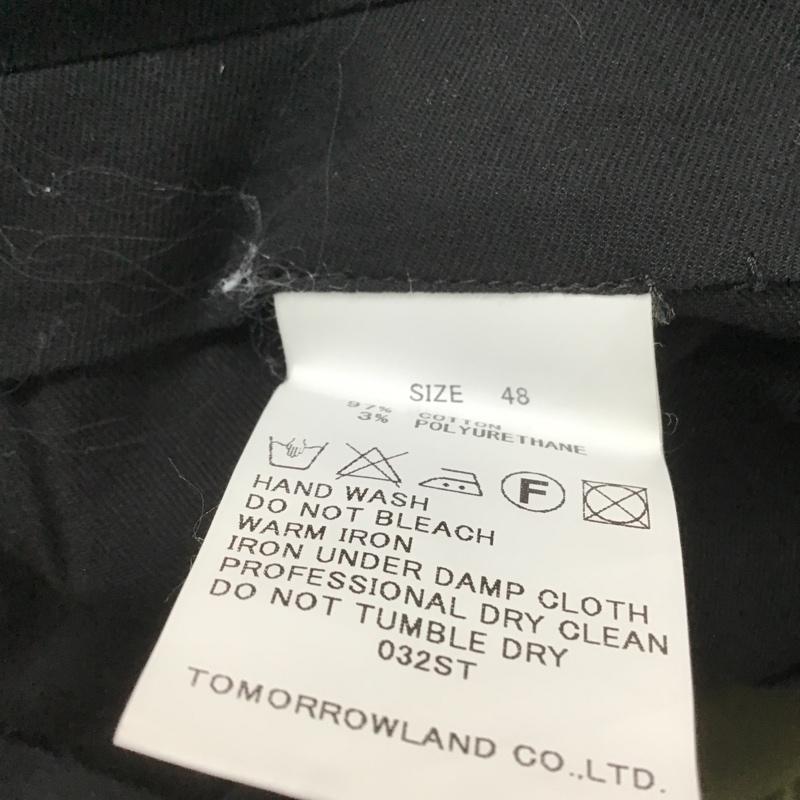 SIZE 48
97% COTTON
3% POLYURETHANE
F
HAND WASH
DO NOT BLEACH
WARM IRON
IRON UNDER DAMP CLOTH
PROFESSIONAL DRY CLEAN
DO NOT TUMBLE DRY
032ST
TOMORROWLAND CO.,LTD.